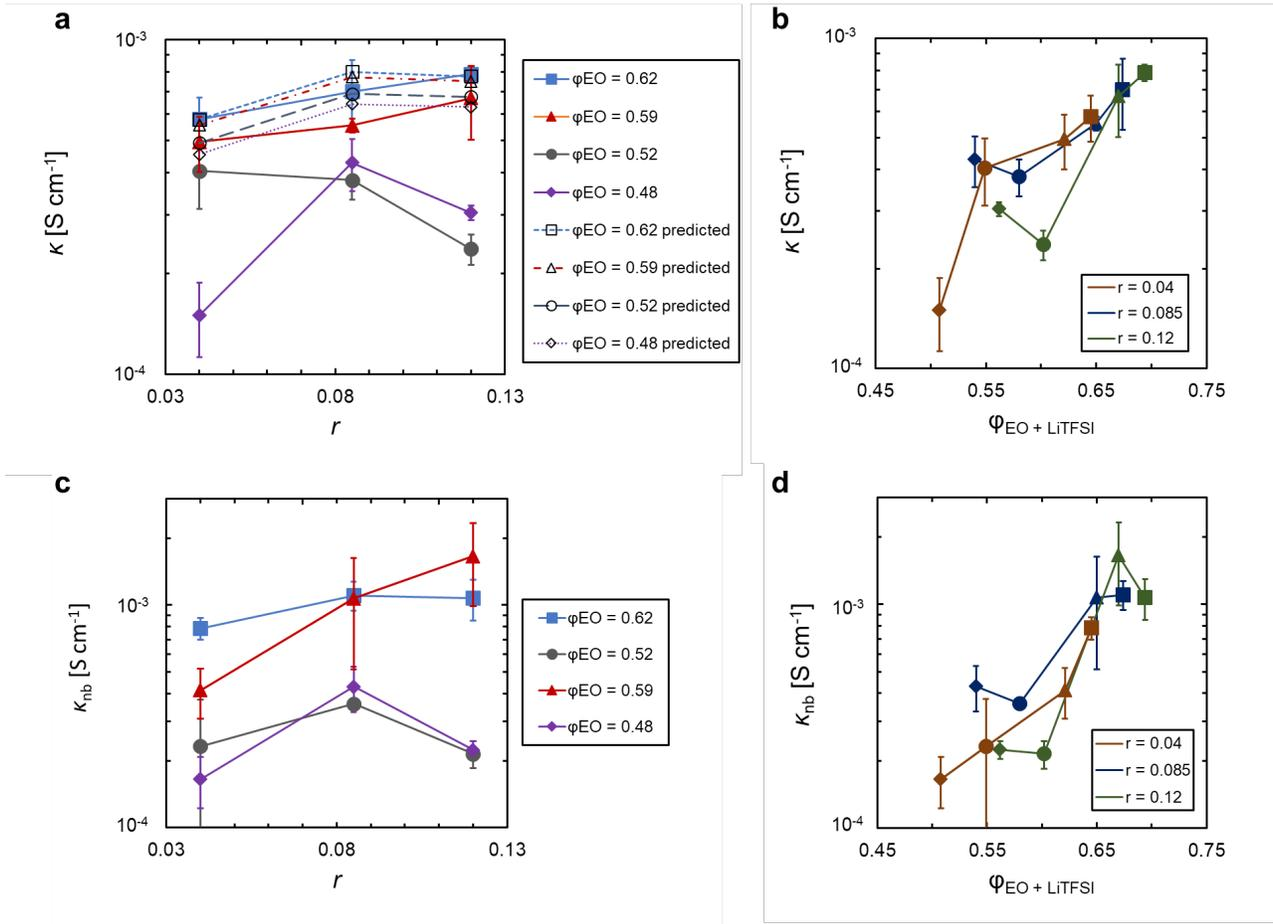 a
10-3
κ [S cm-1]
10-4
0.03
0.08
0.13
r
φEO = 0.62
φEO = 0.59
φEO = 0.52
φEO = 0.48
φEO = 0.62 predicted
φEO = 0.59 predicted
φEO = 0.52 predicted
φEO = 0.48 predicted
b
10-3
κ [S cm-1]
10-4
0.45
0.55
0.65
0.75
φEO + LiTFSI
r = 0.04
r = 0.085
r = 0.12
c
10-3
κnb [S cm-1]
10-4
0.03
0.08
0.13
r
φEO = 0.62
φEO = 0.52
φEO = 0.59
φEO = 0.48
d
10-3
κnb [S cm-1]
10-4
0.45
0.55
0.65
0.75
φEO + LiTFSI
r = 0.04
r = 0.085
r = 0.12